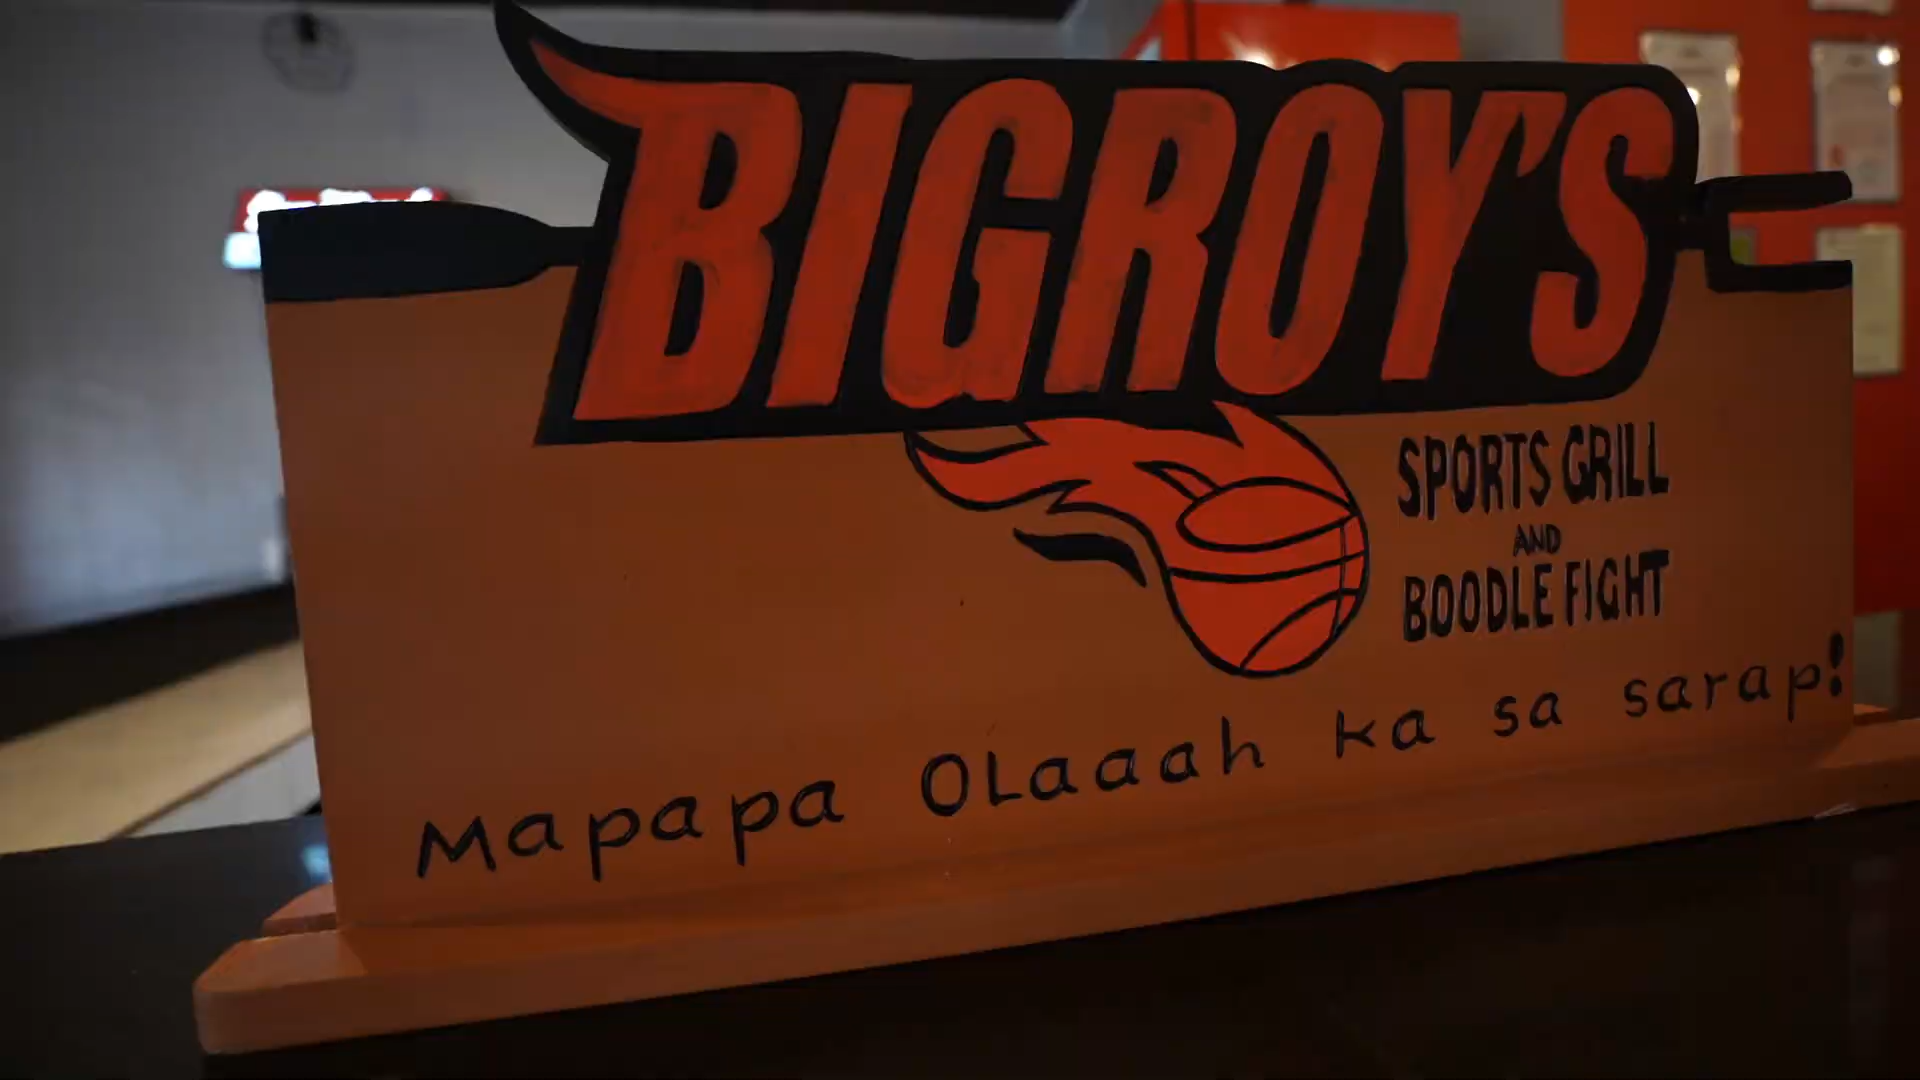 BIGROY'S
SPORTS GRILL
AND
BOODLE FIGHT
Mapapa OLaaah ka sa sarap!